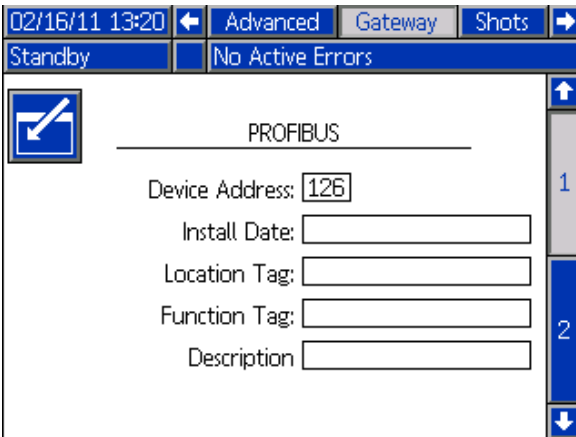 02/16/11 13:20 Advanced Gateway Shots
Standby No Active Errors
PROFIBUS
1
Device Address: 126
Install Date:
Location Tag:
Function Tag:
2
Description